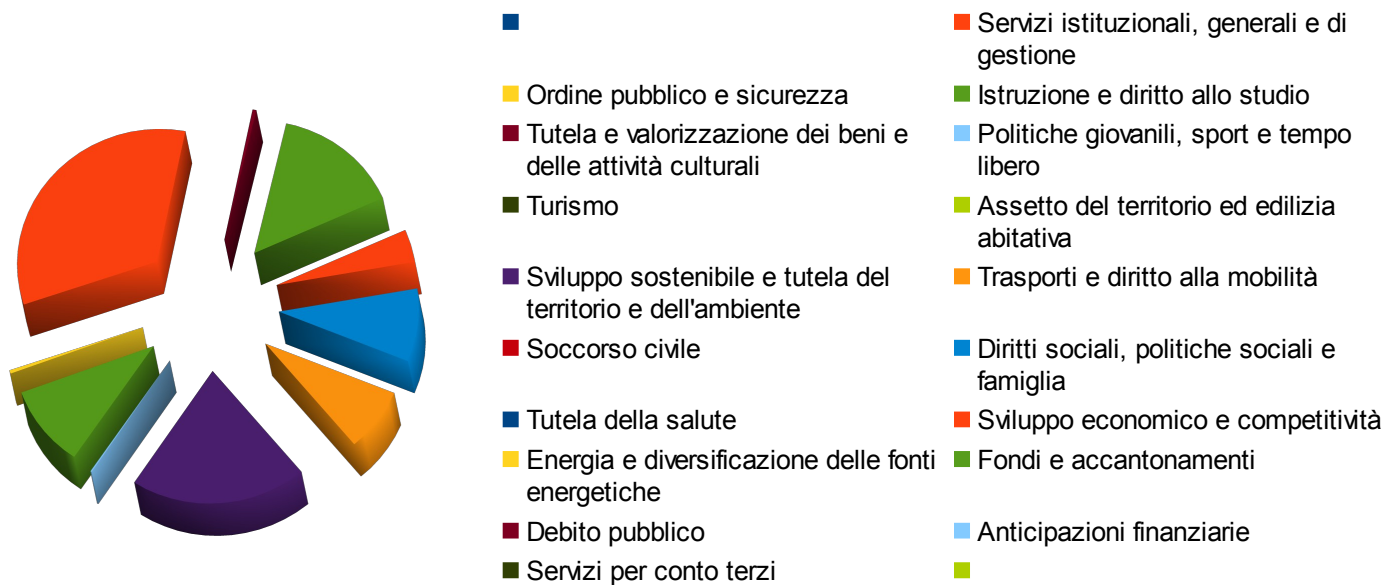 Servizi istituzionali, generali e di
gestione
Ordine pubblico e sicurezza
Istruzione e diritto allo studio
Tutela e valorizzazione dei beni e
delle attività culturali
Politiche giovanili, sport e tempo
libero
Turismo
Assetto del territorio ed edilizia
abitativa
Sviluppo sostenibile e tutela del
territorio e dell'ambiente
Trasporti e diritto alla mobilità
Soccorso civile
Diritti sociali, politiche sociali e
famiglia
Tutela della salute
Sviluppo economico e competitività
Energia e diversificazione delle fonti
energetiche
Fondi e accantonamenti
Debito pubblico
Anticipazioni finanziarie
Servizi per conto terzi